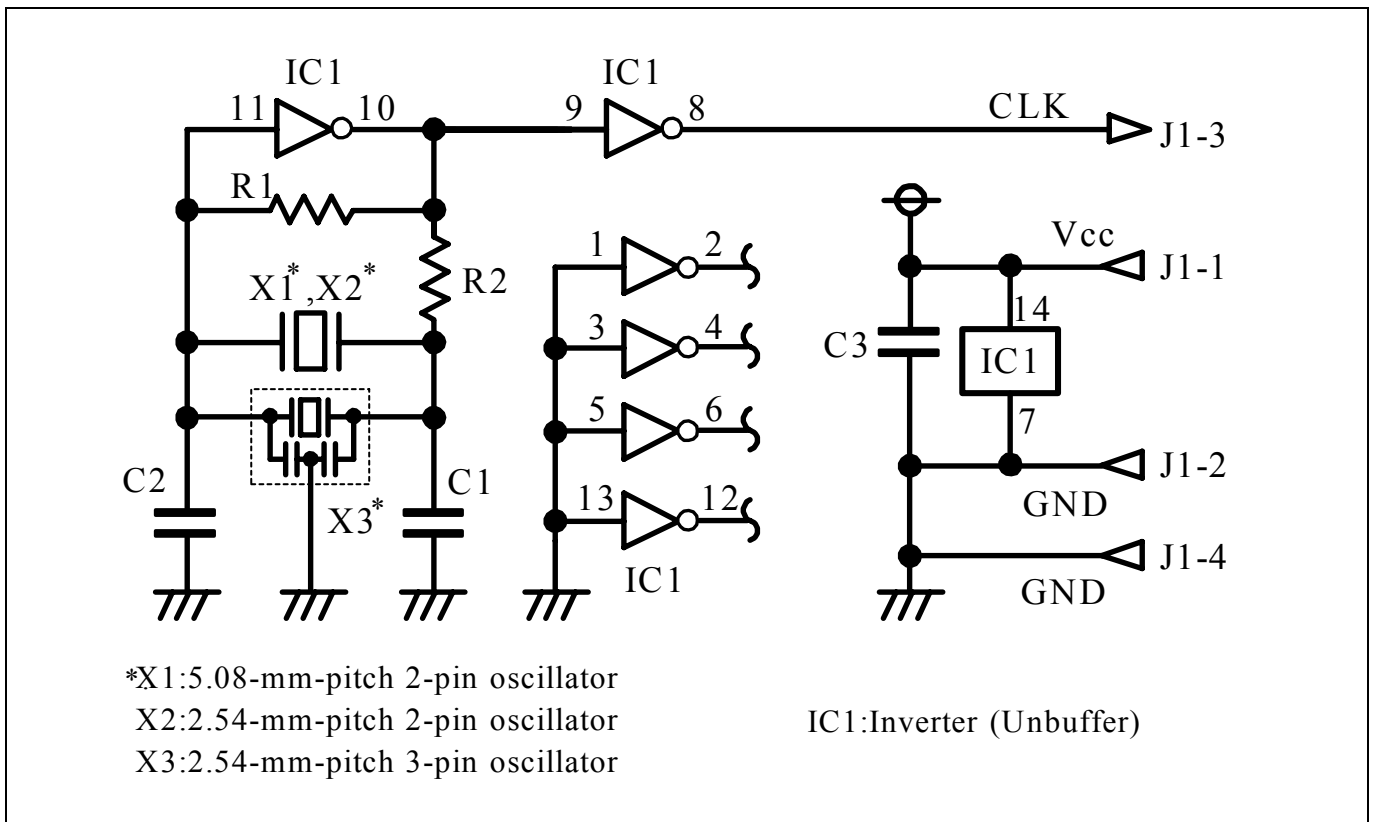 IC1
IC1
11
10
9
8
CLK
J1-3
R1
X1* ,X2*
R2
1
2
Vcc
J1-1
3
4
C3
14
IC1
5
6
7
C2
X3*
C1
13
12
IC1
J1-2
GND
J1-4
GND
*X1:5.08-mm-pitch 2-pin oscillator
X2:2.54-mm-pitch 2-pin oscillator
X3:2.54-mm-pitch 3-pin oscillator
IC1:Inverter (Unbuffer)